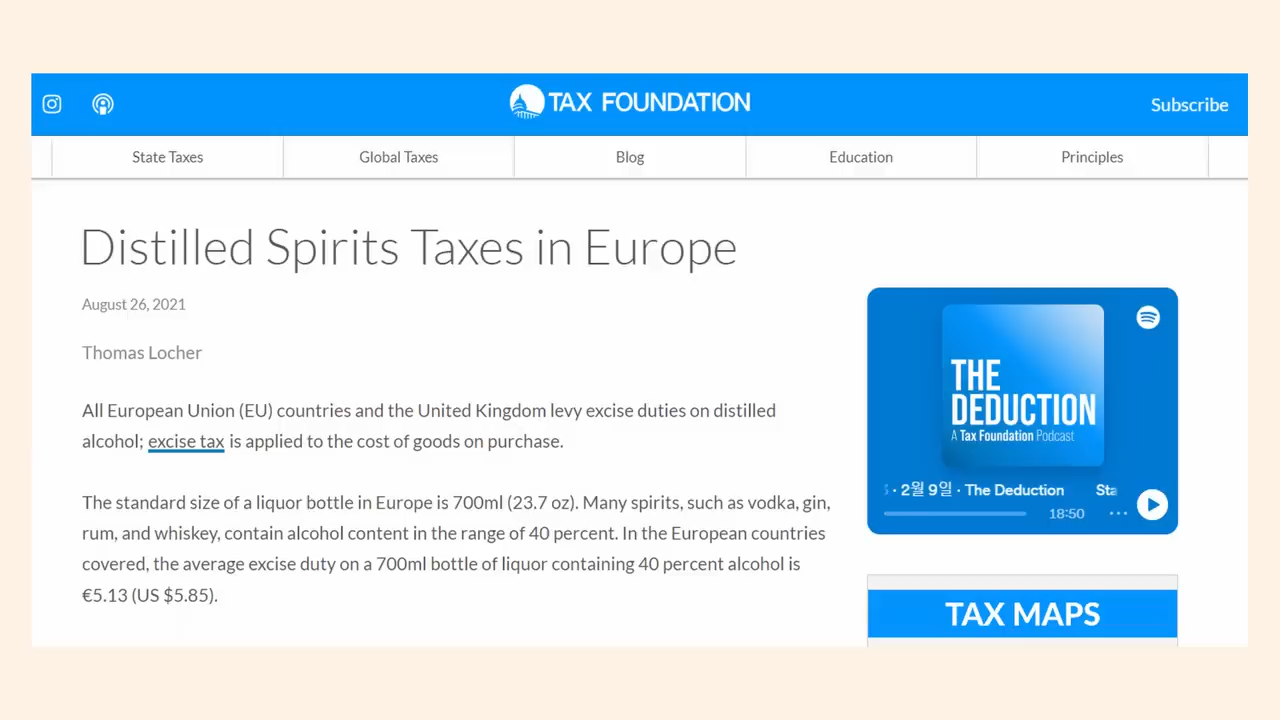 TAX FOUNDATION
Subscribe
State Taxes
Global Taxes
Blog
Education
Principles
Distilled Spirits Taxes in Europe
August 26, 2021
Thomas Locher
All European Union (EU) countries and the United Kingdom levy excise duties on distilled
alcohol; excise tax is applied to the cost of goods on purchase.
The standard size of a liquor bottle in Europe is 700ml (23.7 oz). Many spirits, such as vodka, gin,
rum, and whiskey, contain alcohol content in the range of 40 percent. In the European countries
covered, the average excise duty on a 700ml bottle of liquor containing 40 percent alcohol is
€5.13 (US $5.85).
THE
DEDUCTION
A Tax Foundation Podcast
· 2월 9일 · The Deduction
18:50
TAX MAPS